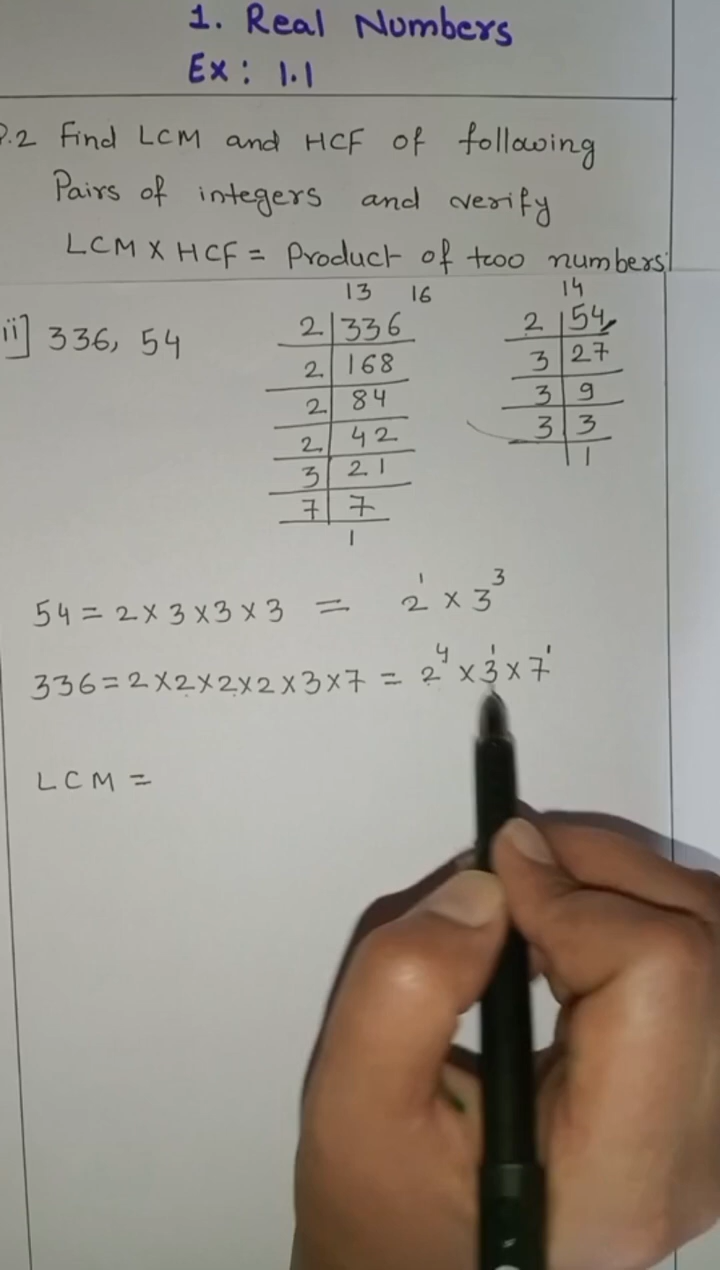 1. Real Numbers
Ex: 1.1
.2 Find LCM and HCF of following
Pairs of integers and verify
LCM X HCF = Product of two numbers
ii] 336, 54
13 16
2 336
2 168
2 84
2 42
3 21
7 7
1
14
2 54
3 27
3 9
3 3
1
54 = 2 × 3 × 3 × 3 = 2¹ × 3³
336 = 2 × 2 × 2 × 2 × 3 × 7 = 2⁴ × 3¹ × 7¹
LCM =